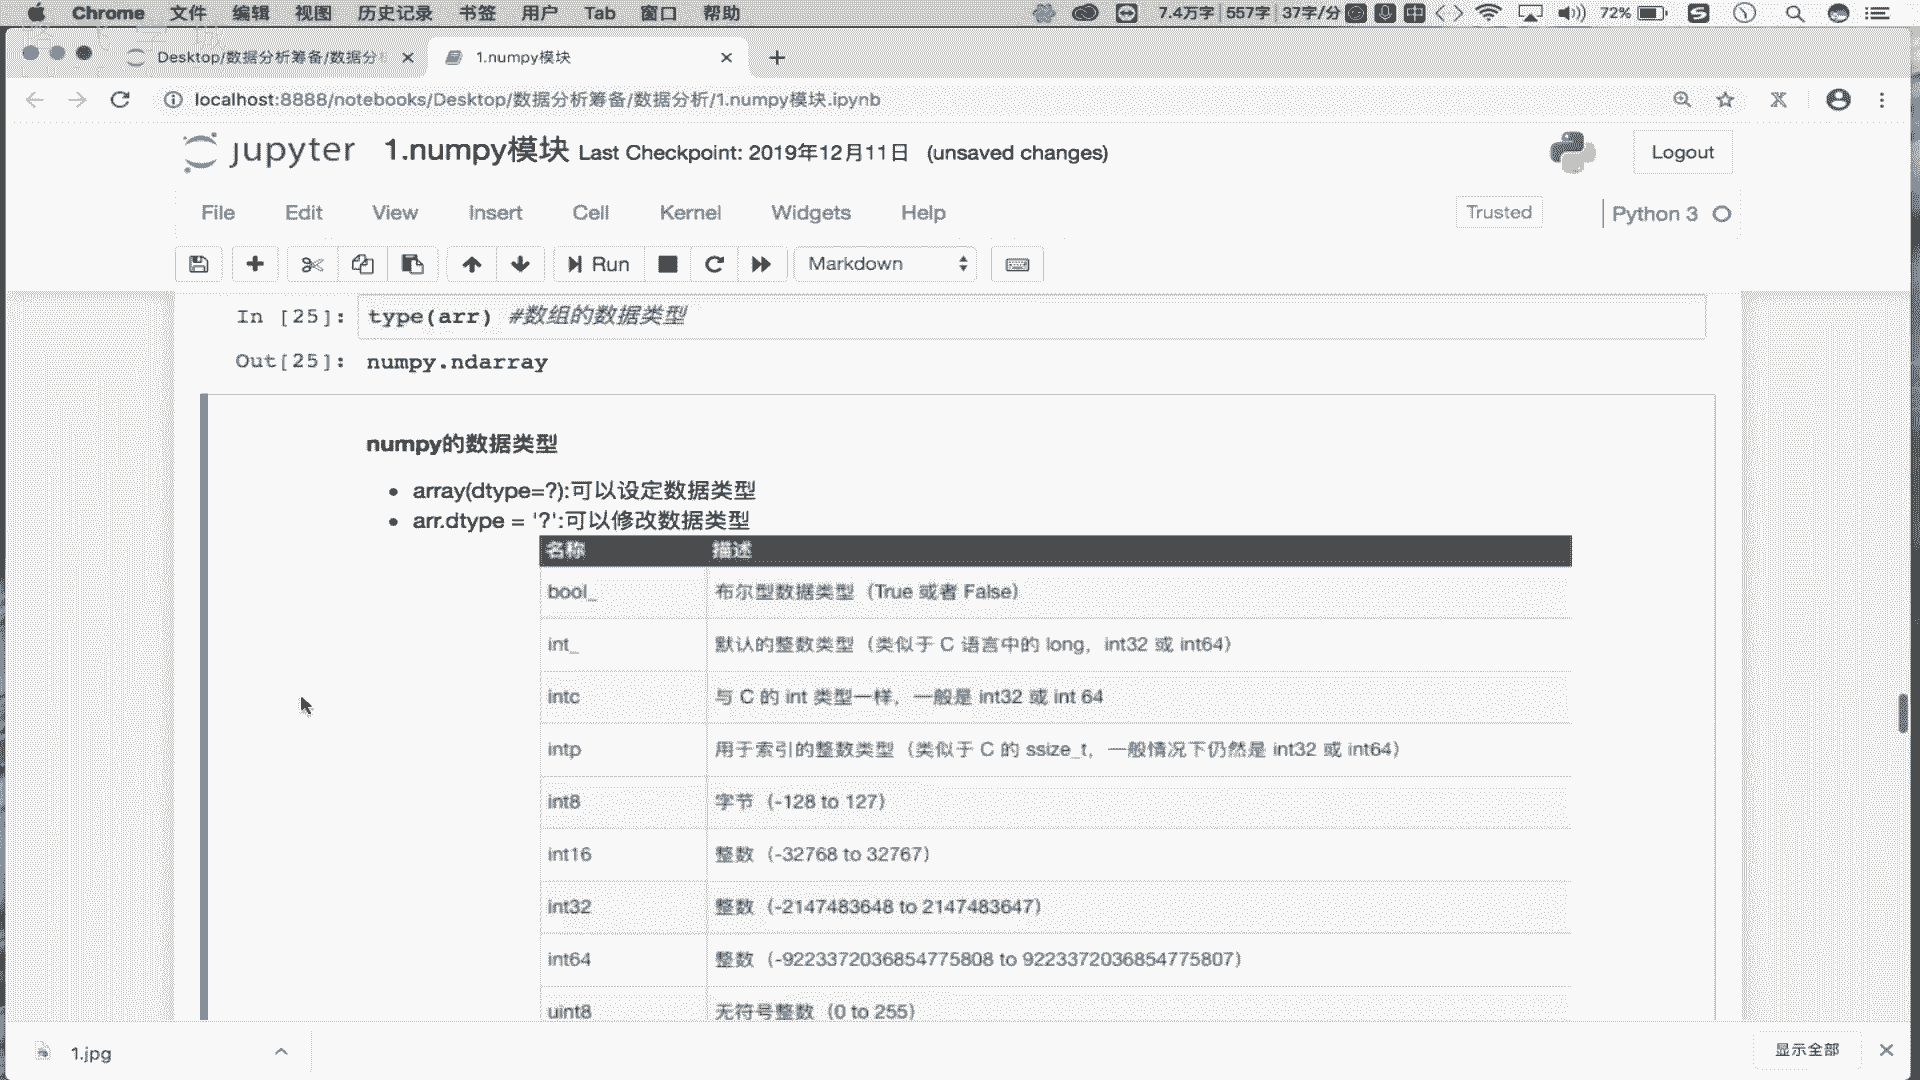 Chrome 文件 编辑 视图 历史记录 书签 用户 Tab 窗口 帮助 7.4万字 557字 37字/分 中 72% S
Desktop/数据分析筹备/数据分 1.numpy模块
localhost:8888/notebooks/Desktop/数据分析筹备/数据分析/1.numpy模块.ipynb
jupyter 1.numpy模块 Last Checkpoint: 2019年12月11日 (unsaved changes) Logout
File Edit View Insert Cell Kernel Widgets Help Trusted Python 3
Run Markdown
In [25]: type(arr) #数组的数据类型
Out[25]: numpy.ndarray
numpy的数据类型
• array(dtype=?):可以设定数据类型
• arr.dtype = '?':可以修改数据类型
名称 描述
bool_ 布尔型数据类型（True 或者 False）
int_ 默认的整数类型（类似于 C 语言中的 long，int32 或 int64）
intc 与 C 的 int 类型一样，一般是 int32 或 int 64
intp 用于索引的整数类型（类似于 C 的 ssize_t，一般情况下仍然是 int32 或 int64）
int8 字节（-128 to 127）
int16 整数（-32768 to 32767）
int32 整数（-2147483648 to 2147483647）
int64 整数（-9223372036854775808 to 9223372036854775807）
uint8 无符号整数（0 to 255）
1.jpg 显示全部